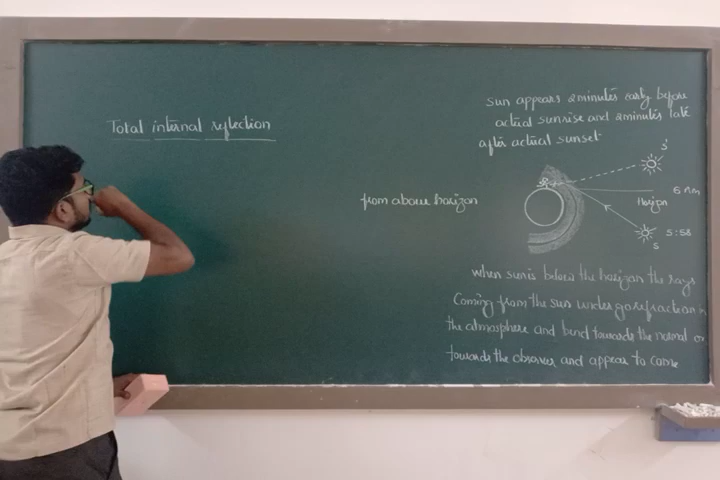 Total internal reflection
sun appears 2 minutes early before
actual sunrise and 2 minutes late
after actual sunset
S'
6 Am
Horizon
5:58
S
from above horizon
when sun is below the horizon the rays
Coming from the sun under go refraction in
the atmosphere and bend towards the normal or
towards the observer and appear to came